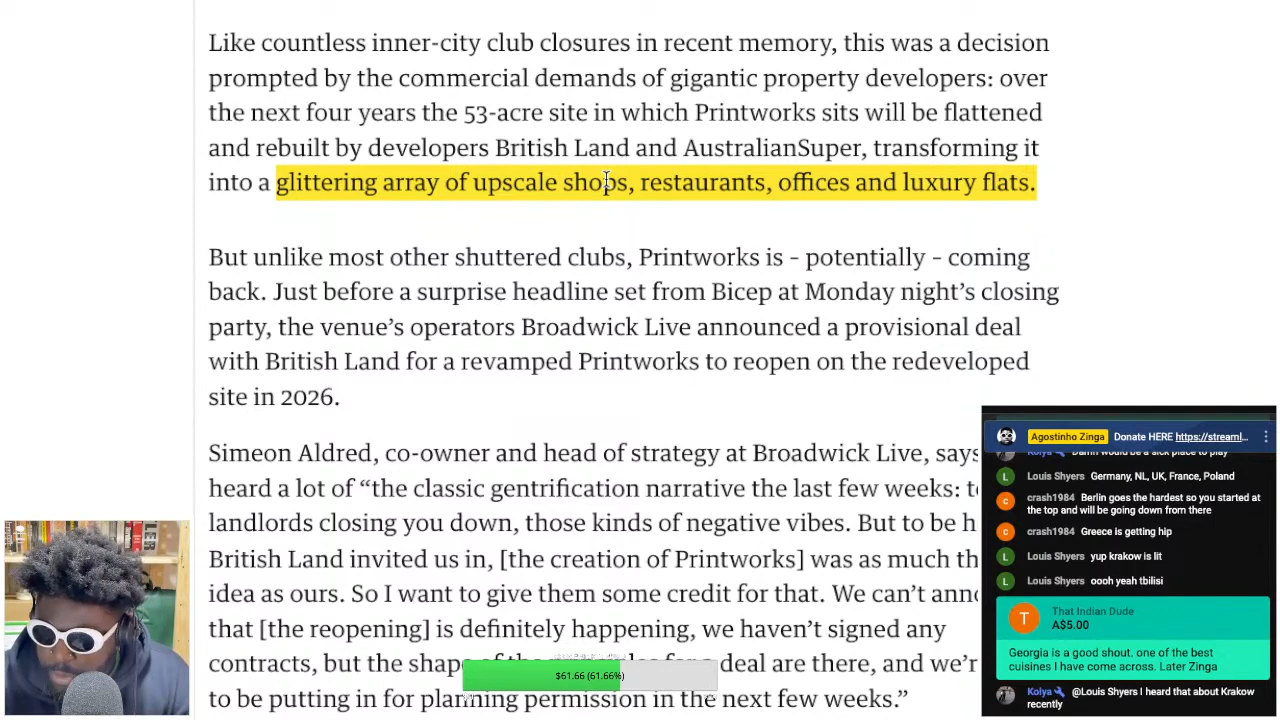 Like countless inner-city club closures in recent memory, this was a decision
prompted by the commercial demands of gigantic property developers: over
the next four years the 53-acre site in which Printworks sits will be flattened
and rebuilt by developers British Land and AustralianSuper, transforming it
into a glittering array of upscale shops, restaurants, offices and luxury flats.
But unlike most other shuttered clubs, Printworks is – potentially – coming
back. Just before a surprise headline set from Bicep at Monday night’s closing
party, the venue’s operators Broadwick Live announced a provisional deal
with British Land for a revamped Printworks to reopen on the redeveloped
site in 2026.
Simeon Aldred, co-owner and head of strategy at Broadwick Live, says
heard a lot of “the classic gentrification narrative the last few weeks:
landlords closing you down, those kinds of negative vibes. But to be
British Land invited us in, [the creation of Printworks] was as much
idea as ours. So I want to give them some credit for that. We can’t
that [the reopening] is definitely happening, we haven’t signed any
contracts, but the shape deal are there, and
to be putting in for planning permission in the next few weeks.”
$61.66 (61.66%)
Agostinho Zinga Donate HERE https://streaml...
Kolya Damn would be a sick place to play
Louis Shyers Germany, NL, UK, France, Poland
crash1984 Berlin goes the hardest so you started
at the top and will be going down from there
crash1984 Greece is getting hip
Louis Shyers yup krakow is lit
Louis Shyers oooh yeah tbilisi
T That Indian Dude
A$5.00
Georgia is a good shout, one of the best
cuisines I have come across. Later Zinga
Kolya @Louis Shyers I heard that about Krakow
recently